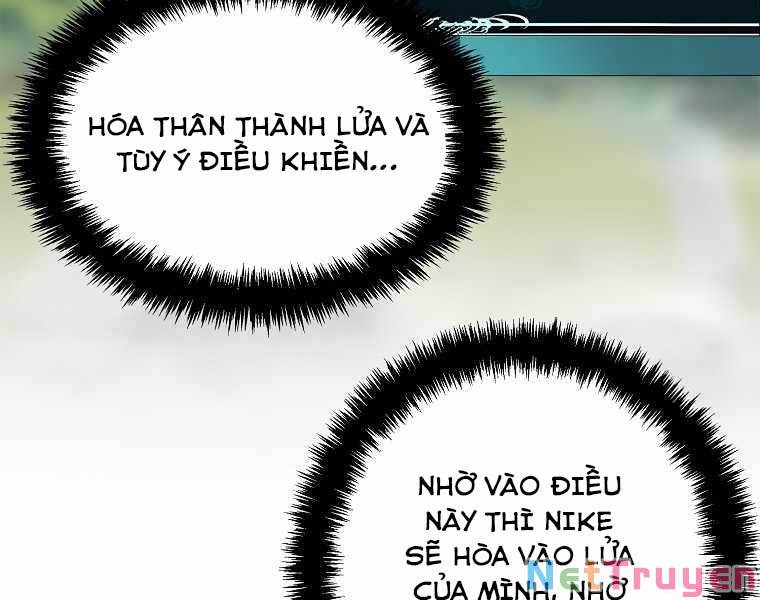 HÓA THÂN THÀNH LỬA VÀ
TÙY Ý ĐIỀU KHIỂN...
NHỜ VÀO ĐIỀU
NÀY THÌ NIKE
SẼ HÒA VÀO LỬA
CỦA MÌNH, NHỜ
NetTruyen